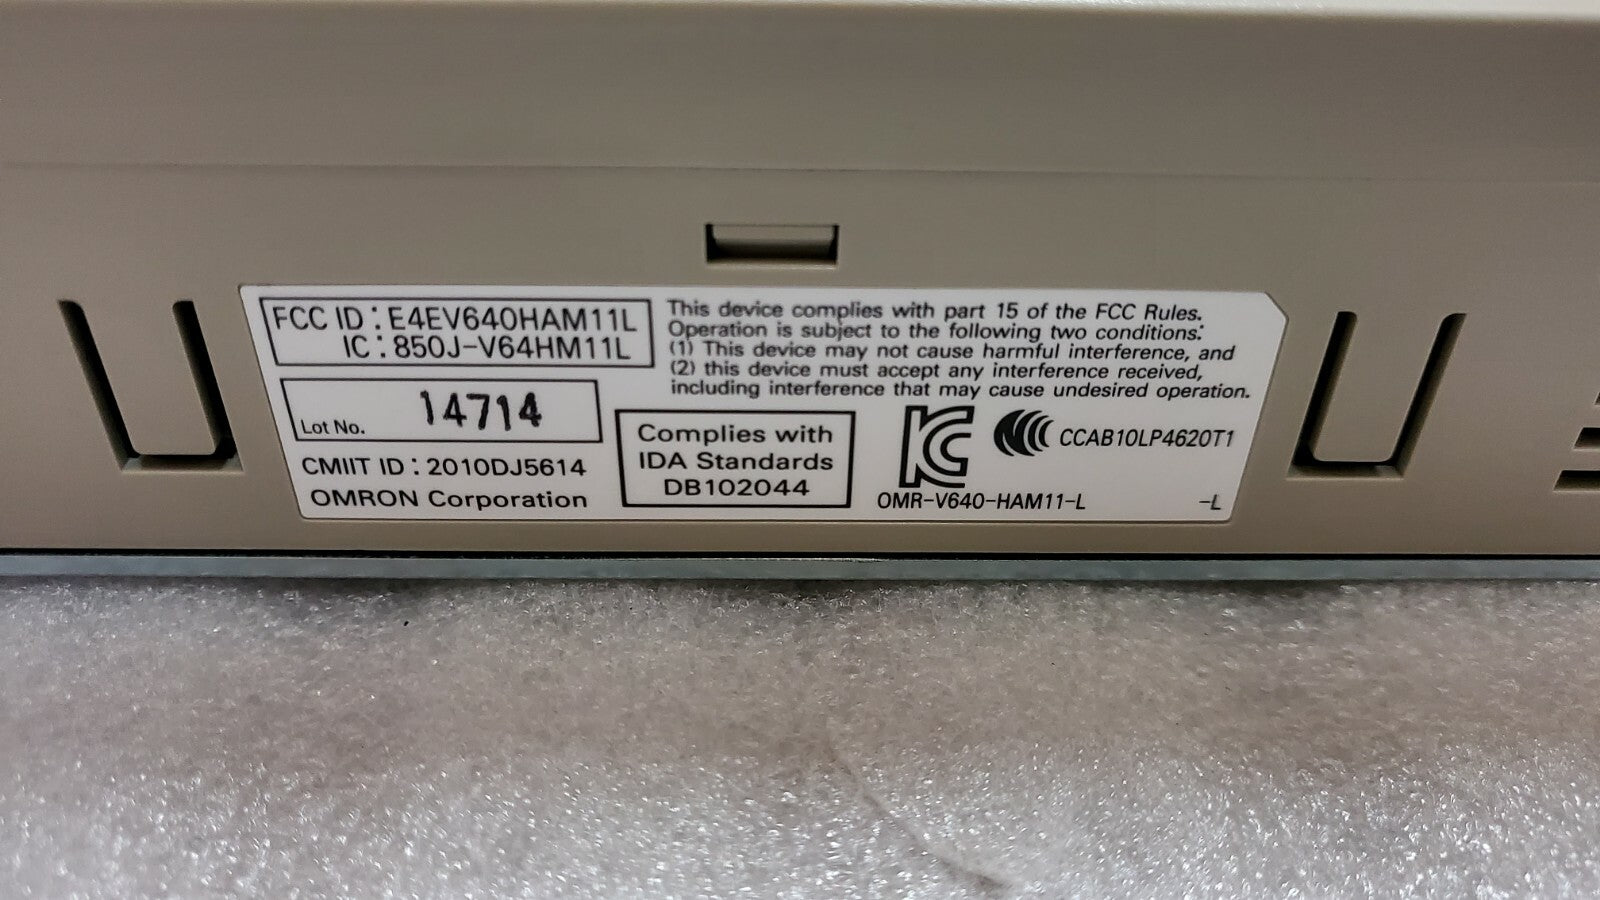 FCC ID : E4EV640HAM11L
IC : 850J-V64HM11L
This device complies with part 15 of the FCC Rules.
Operation is subject to the following two conditions:
(1) This device may not cause harmful interference, and
(2) this device must accept any interference received,
including interference that may cause undesired operation.
Lot No. 14714
CMIIT ID : 2010DJ5614
OMRON Corporation
Complies with
IDA Standards
DB102044
KC
CCAB10LP4620T1
OMR-V640-HAM11-L
-L